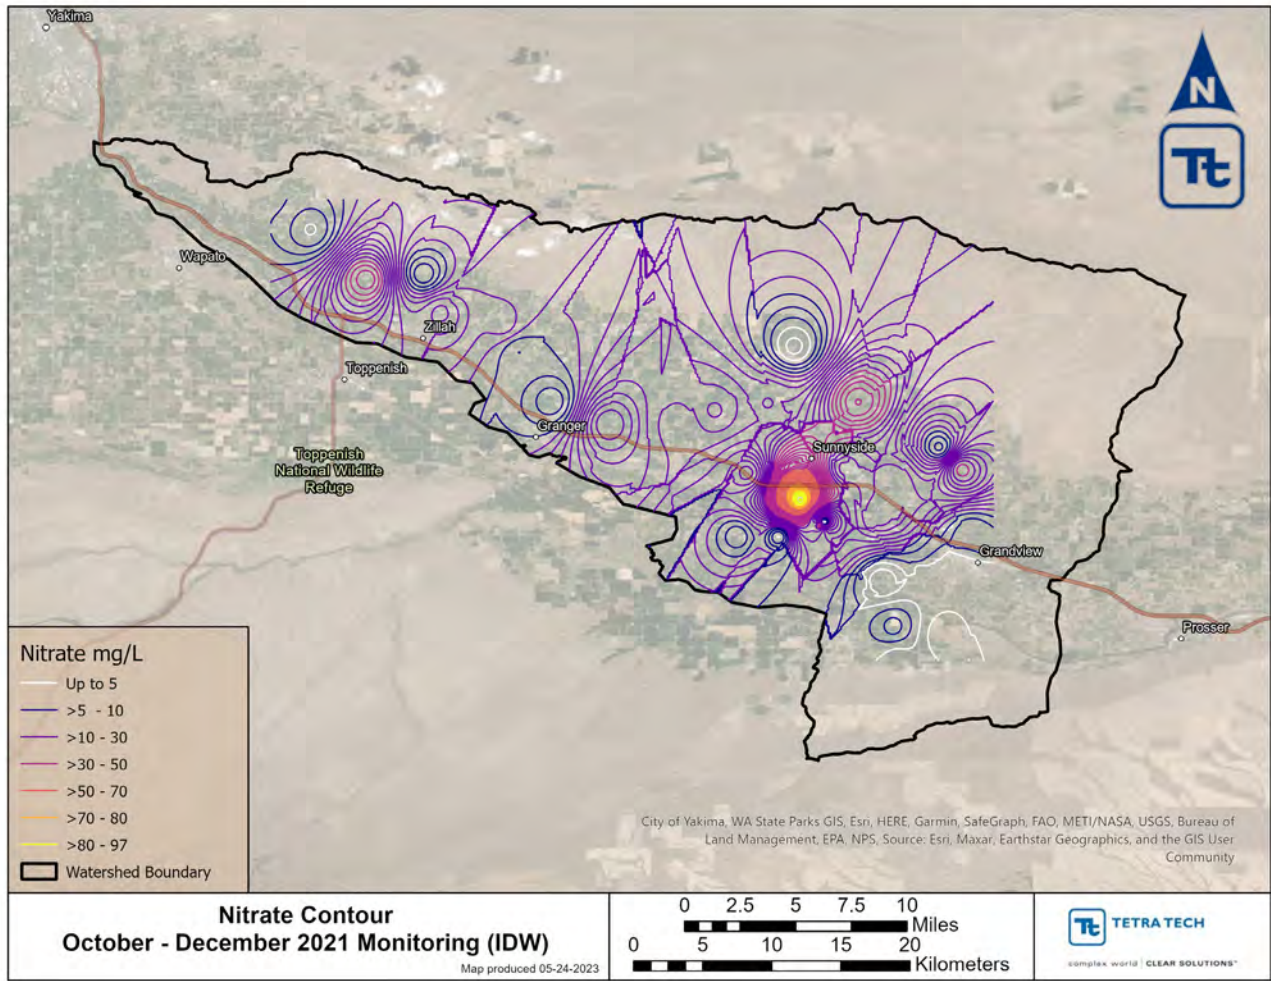 Yakima
N
Tt
Wapato
Zillah
Toppenish
Granger
Sunnyside
Toppenish
National Wildlife
Refuge
Grandview
Prosser
Nitrate mg/L
Up to 5
>5 - 10
>10 - 30
>30 - 50
>50 - 70
>70 - 80
>80 - 97
Watershed Boundary
City of Yakima, WA State Parks GIS, Esri, HERE, Garmin, SafeGraph, FAO, METI/NASA, USGS, Bureau of
Land Management, EPA, NPS, Source: Esri, Maxar, Earthstar Geographics, and the GIS User
Community
Nitrate Contour
October - December 2021 Monitoring (IDW)
Map produced 05-24-2023
0 2.5 5 7.5 10
Miles
0 5 10 15 20
Kilometers
Tt TETRA TECH
complex world | CLEAR SOLUTIONS™